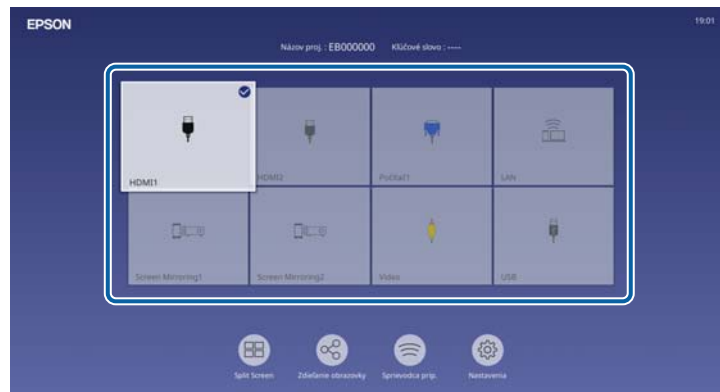 EPSON
19:01
Názov proj. : EB000000 Kľúčové slovo : ----
HDMI1
HDMI2
Počítač1
LAN
Screen Mirroring1
Screen Mirroring2
Video
USB
Split Screen
Zdieľanie obrazovky
Sprievodca prip.
Nastavenia